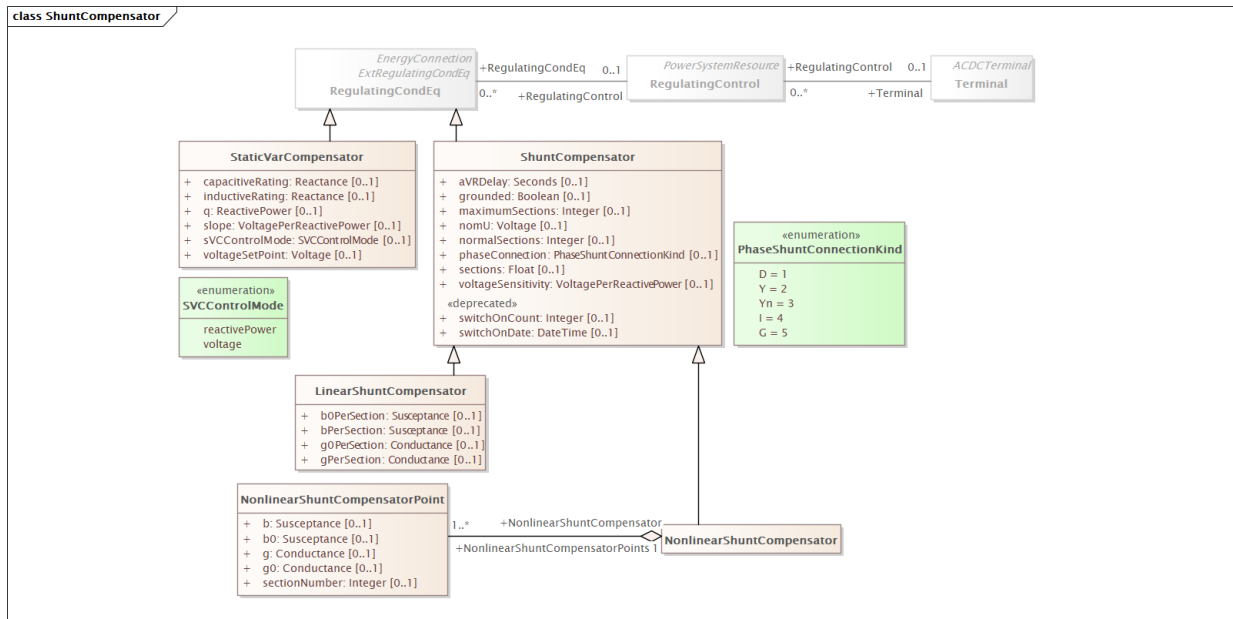 class ShuntCompensator
EnergyConnection
ExtRegulatingCondEq
RegulatingCondEq
+RegulatingCondEq 0..1
0..* +RegulatingControl
PowerSystemResource
RegulatingControl
+RegulatingControl 0..1
0..* +Terminal
ACDCTerminal
Terminal
StaticVarCompensator
+ capacitiveRating: Reactance [0..1]
+ inductiveRating: Reactance [0..1]
+ q: ReactivePower [0..1]
+ slope: VoltagePerReactivePower [0..1]
+ sVCControlMode: SVCControlMode [0..1]
+ voltageSetPoint: Voltage [0..1]
ShuntCompensator
+ aVRDelay: Seconds [0..1]
+ grounded: Boolean [0..1]
+ maximumSections: Integer [0..1]
+ nomU: Voltage [0..1]
+ normalSections: Integer [0..1]
+ phaseConnection: PhaseShuntConnectionKind [0..1]
+ sections: Float [0..1]
+ voltageSensitivity: VoltagePerReactivePower [0..1]
«deprecated»
+ switchOnCount: Integer [0..1]
+ switchOnDate: DateTime [0..1]
«enumeration»
PhaseShuntConnectionKind
D = 1
Y = 2
Yn = 3
I = 4
G = 5
«enumeration»
SVCControlMode
reactivePower
voltage
LinearShuntCompensator
+ b0PerSection: Susceptance [0..1]
+ bPerSection: Susceptance [0..1]
+ g0PerSection: Conductance [0..1]
+ gPerSection: Conductance [0..1]
NonlinearShuntCompensatorPoint
+ b: Susceptance [0..1]
+ b0: Susceptance [0..1]
+ g: Conductance [0..1]
+ g0: Conductance [0..1]
+ sectionNumber: Integer [0..1]
1..* +NonlinearShuntCompensator
+NonlinearShuntCompensatorPoints 1
NonlinearShuntCompensator